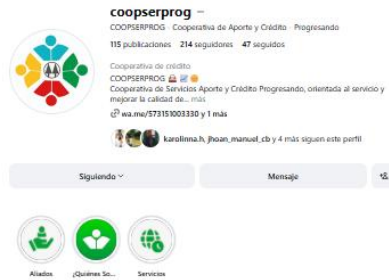 coopserprog
COOPSERPROG - Cooperativa de Aporte y Crédito - Progresando
115 publicaciones 214 seguidores 47 seguidos
Cooperativa de crédito
COOPSERPROG
Cooperativa de Servicios Aporte y Crédito Progresando, orientada al servicio y
mejorar la calidad de... más
wa.me/573151003330 y 1 más
karolinna.h, jhoan_manuel_cb y 4 más siguen este perfil
Siguiendo
Mensaje
Aliados
¿Quiénes So...
Servicios